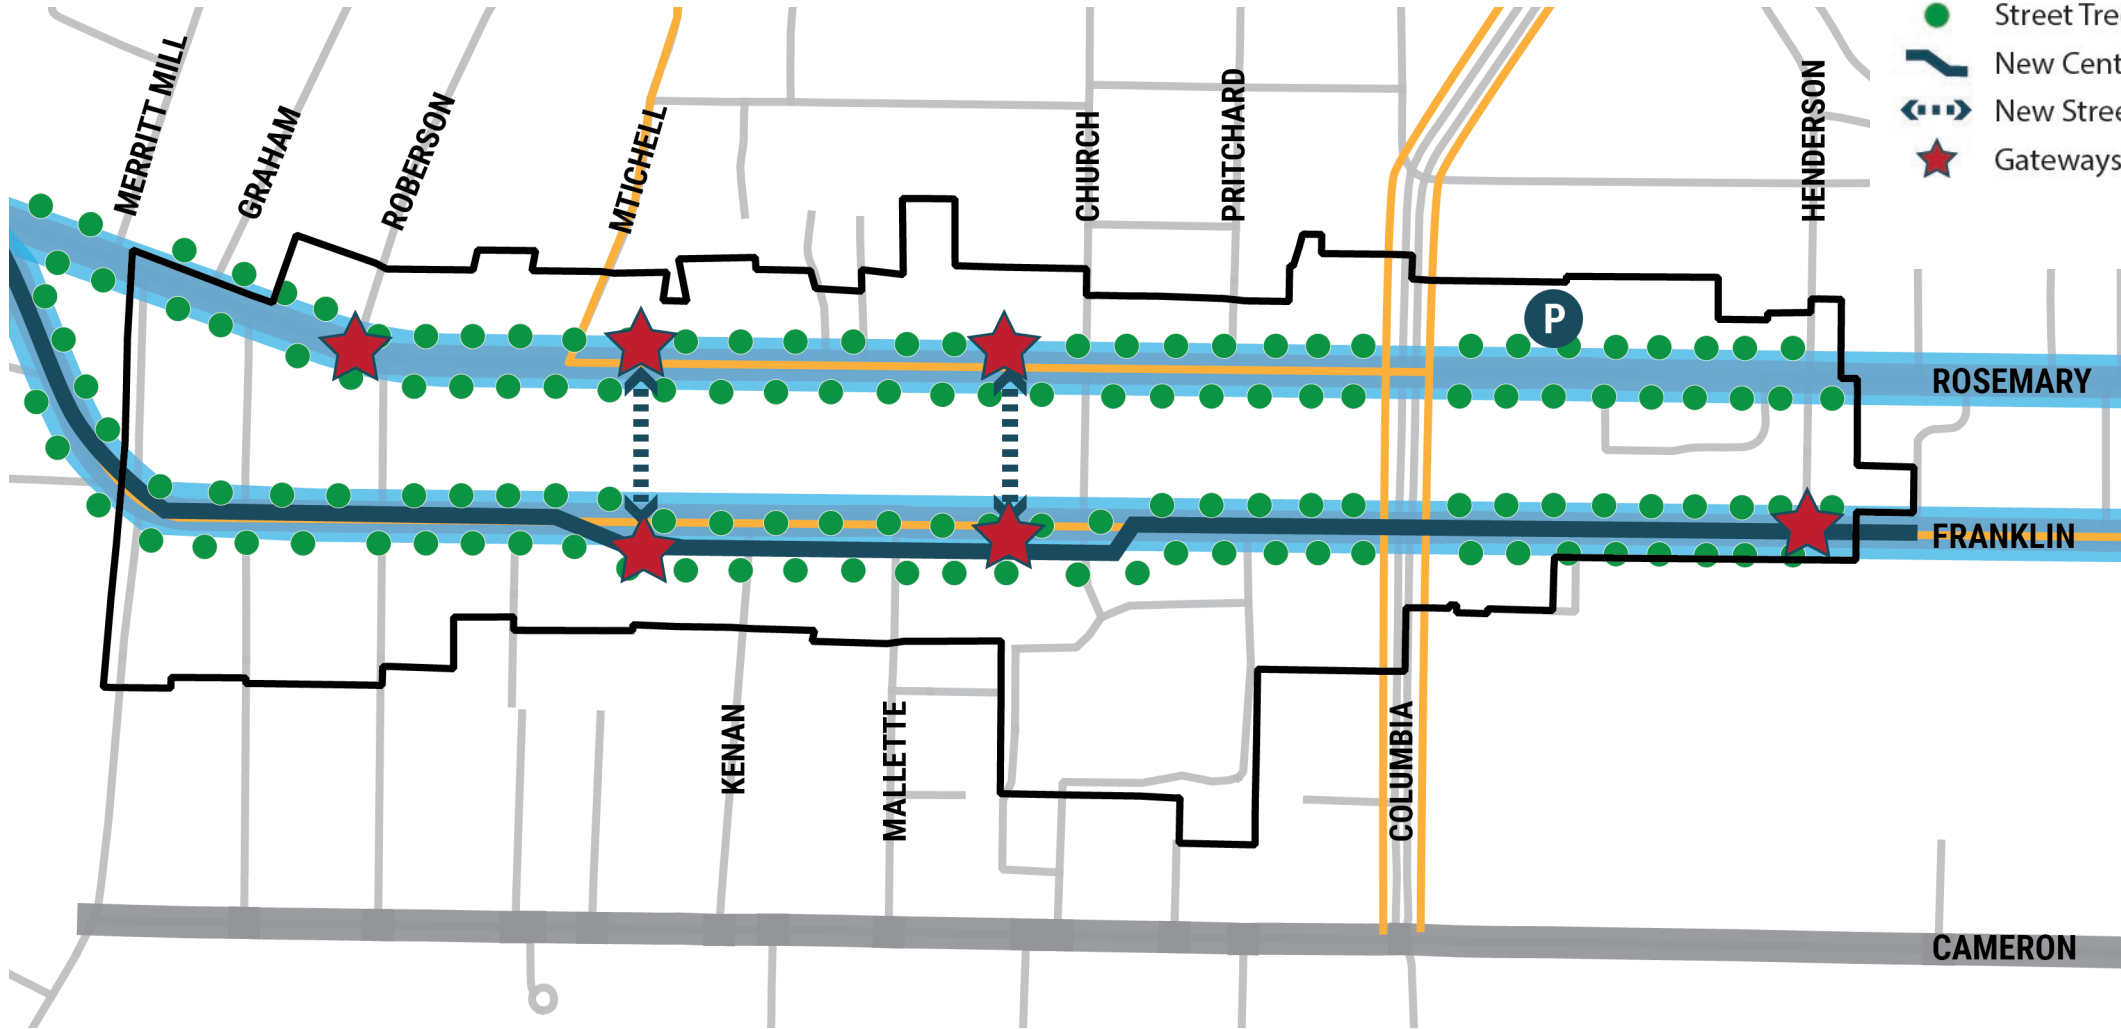 Street Tre
New Cent
New Stree
Gateways
MERRITT MILL
GRAHAM
ROBERSON
MTICHELL
CHURCH
PRITCHARD
HENDERSON
P
ROSEMARY
FRANKLIN
KENAN
MALLETTE
COLUMBIA
CAMERON